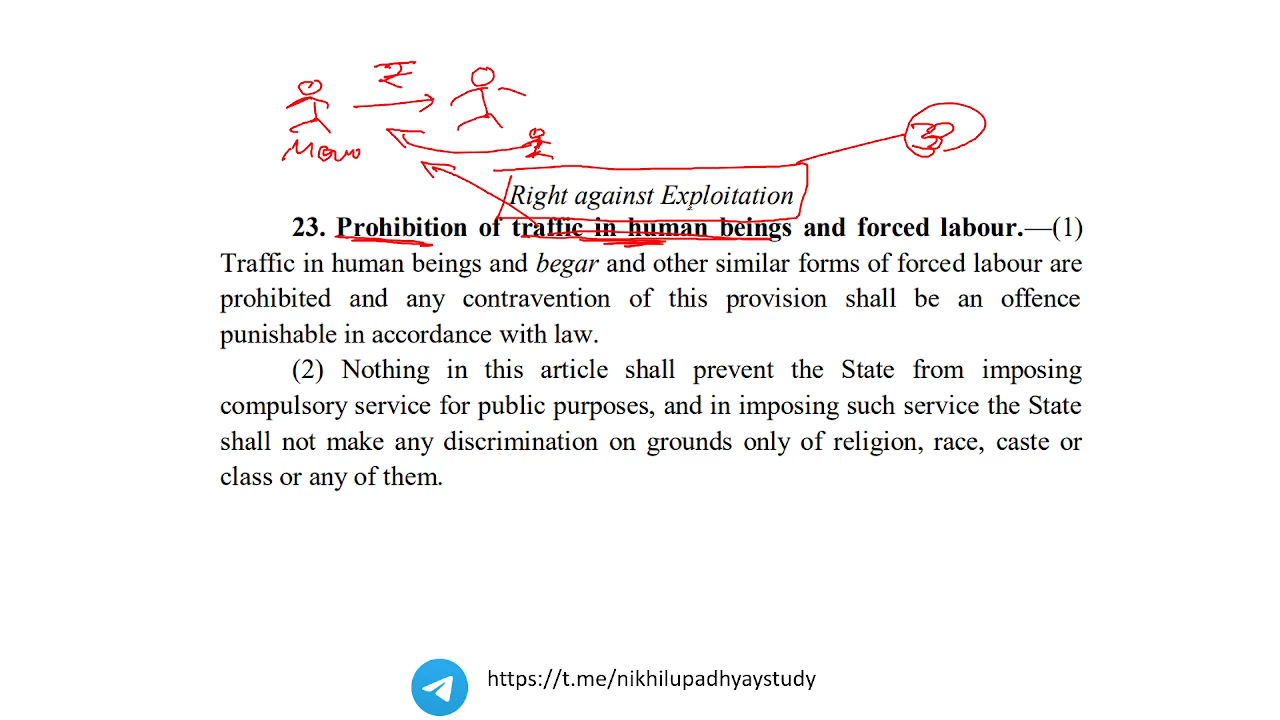 ₹
Right against Exploitation
23. Prohibition of traffic in human beings and forced labour.—(1)
Traffic in human beings and begar and other similar forms of forced labour are
prohibited and any contravention of this provision shall be an offence
punishable in accordance with law.
(2) Nothing in this article shall prevent the State from imposing
compulsory service for public purposes, and in imposing such service the State
shall not make any discrimination on grounds only of religion, race, caste or
class or any of them.
https://t.me/nikhilupadhyaystudy